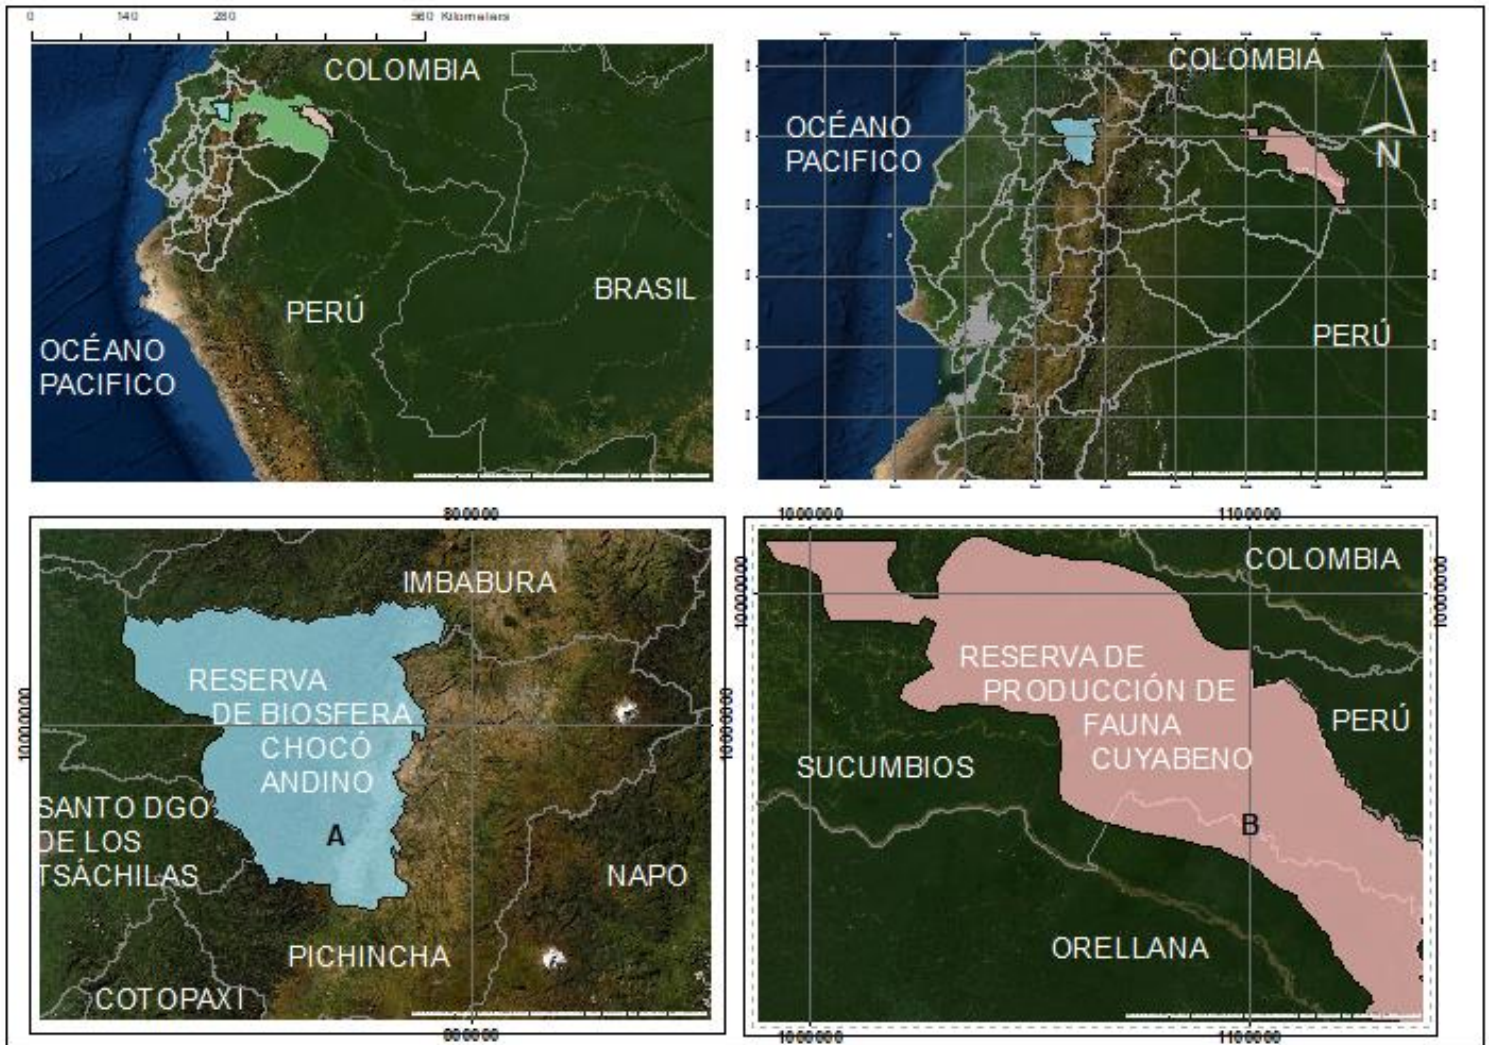 0 140 280 560 Kilometers
COLOMBIA
OCÉANO
PACIFICO
PERÚ
BRASIL
COLOMBIA
OCÉANO
PACIFICO
N
PERÚ
800000
10000000
10000000
IMBABURA
RESERVA
DE BIOSFERA
CHOCÓ
ANDINO
SANTO DGO
DE LOS
TSÁCHILAS
A
NAPO
PICHINCHA
COTOPAXI
800000
1000000 1100000
10000000
10000000
COLOMBIA
RESERVA DE
PRODUCCIÓN DE
FAUNA
CUYABENO
PERÚ
SUCUMBIOS
B
ORELLANA
1000000 1100000